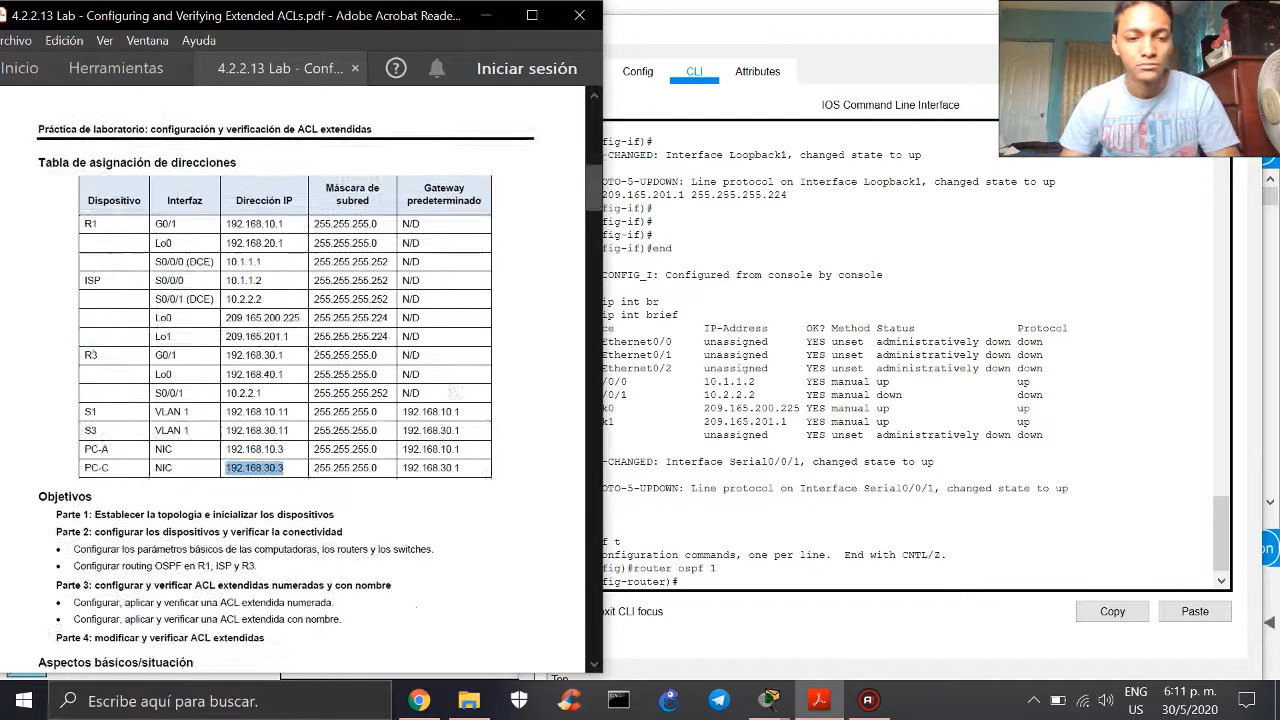 4.2.2.13 Lab - Configuring and Verifying Extended ACLs.pdf - Adobe Acrobat Reade...
rchivo Edición Ver Ventana Ayuda
Inicio Herramientas 4.2.2.13 Lab - Conf... × ? Iniciar sesión
Práctica de laboratorio: configuración y verificación de ACL extendidas
Tabla de asignación de direcciones
Dispositivo Interfaz Dirección IP Máscara de subred Gateway predeterminado
R1 G0/1 192.168.10.1 255.255.255.0 N/D
Lo0 192.168.20.1 255.255.255.0 N/D
S0/0/0 (DCE) 10.1.1.1 255.255.255.252 N/D
ISP S0/0/0 10.1.1.2 255.255.255.252 N/D
S0/0/1 (DCE) 10.2.2.2 255.255.255.252 N/D
Lo0 209.165.200.225 255.255.255.224 N/D
Lo1 209.165.201.1 255.255.255.224 N/D
R3 G0/1 192.168.30.1 255.255.255.0 N/D
Lo0 192.168.40.1 255.255.255.0 N/D
S0/0/1 10.2.2.1 255.255.255.252 N/D
S1 VLAN 1 192.168.10.11 255.255.255.0 192.168.10.1
S3 VLAN 1 192.168.30.11 255.255.255.0 192.168.30.1
PC-A NIC 192.168.10.3 255.255.255.0 192.168.10.1
PC-C NIC 192.168.30.3 255.255.255.0 192.168.30.1
Objetivos
Parte 1: Establecer la topología e inicializar los dispositivos
Parte 2: configurar los dispositivos y verificar la conectividad
• Configurar los parámetros básicos de las computadoras, los routers y los switches.
• Configurar routing OSPF en R1, ISP y R3.
Parte 3: configurar y verificar ACL extendidas numeradas y con nombre
• Configurar, aplicar y verificar una ACL extendida numerada.
• Configurar, aplicar y verificar una ACL extendida con nombre.
Parte 4: modificar y verificar ACL extendidas
Aspectos básicos/situación
Config CLI Attributes
IOS Command Line Interface
fig-if)#
-CHANGED: Interface Loopback1, changed state to up
OTO-5-UPDOWN: Line protocol on Interface Loopback1, changed state to up
209.165.201.1 255.255.255.224
fig-if)#
fig-if)#
fig-if)#
fig-if)#end
CONFIG_I: Configured from console by console
ip int br
ip int brief
ce IP-Address OK? Method Status Protocol
Ethernet0/0 unassigned YES unset administratively down down
Ethernet0/1 unassigned YES unset administratively down down
Ethernet0/2 unassigned YES unset administratively down down
/0/0 10.1.1.2 YES manual up up
/0/1 10.2.2.2 YES manual down down
k0 209.165.200.225 YES manual up up
k1 209.165.201.1 YES manual up up
unassigned YES unset administratively down down
-CHANGED: Interface Serial0/0/1, changed state to up
OTO-5-UPDOWN: Line protocol on Interface Serial0/0/1, changed state to up
f t
onfiguration commands, one per line. End with CNTL/Z.
fig)#router ospf 1
fig-router)#
xit CLI focus
Copy Paste
on
Top
Escribe aquí para buscar.
ENG
US
6:11 p. m.
30/5/2020